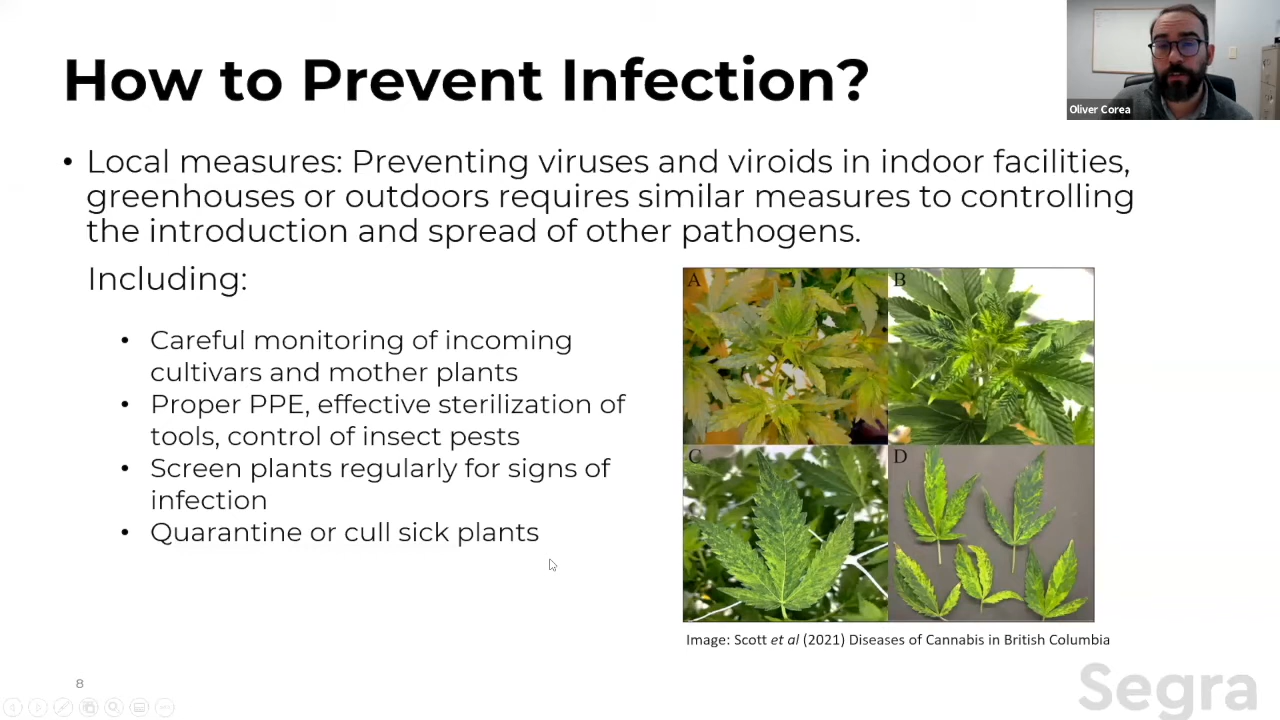 How to Prevent Infection?
Oliver Corea
• Local measures: Preventing viruses and viroids in indoor facilities,
greenhouses or outdoors requires similar measures to controlling
the introduction and spread of other pathogens.
Including:
• Careful monitoring of incoming
cultivars and mother plants
• Proper PPE, effective sterilization of
tools, control of insect pests
• Screen plants regularly for signs of
infection
• Quarantine or cull sick plants
A
B
C
D
Image: Scott et al (2021) Diseases of Cannabis in British Columbia
8
Segra